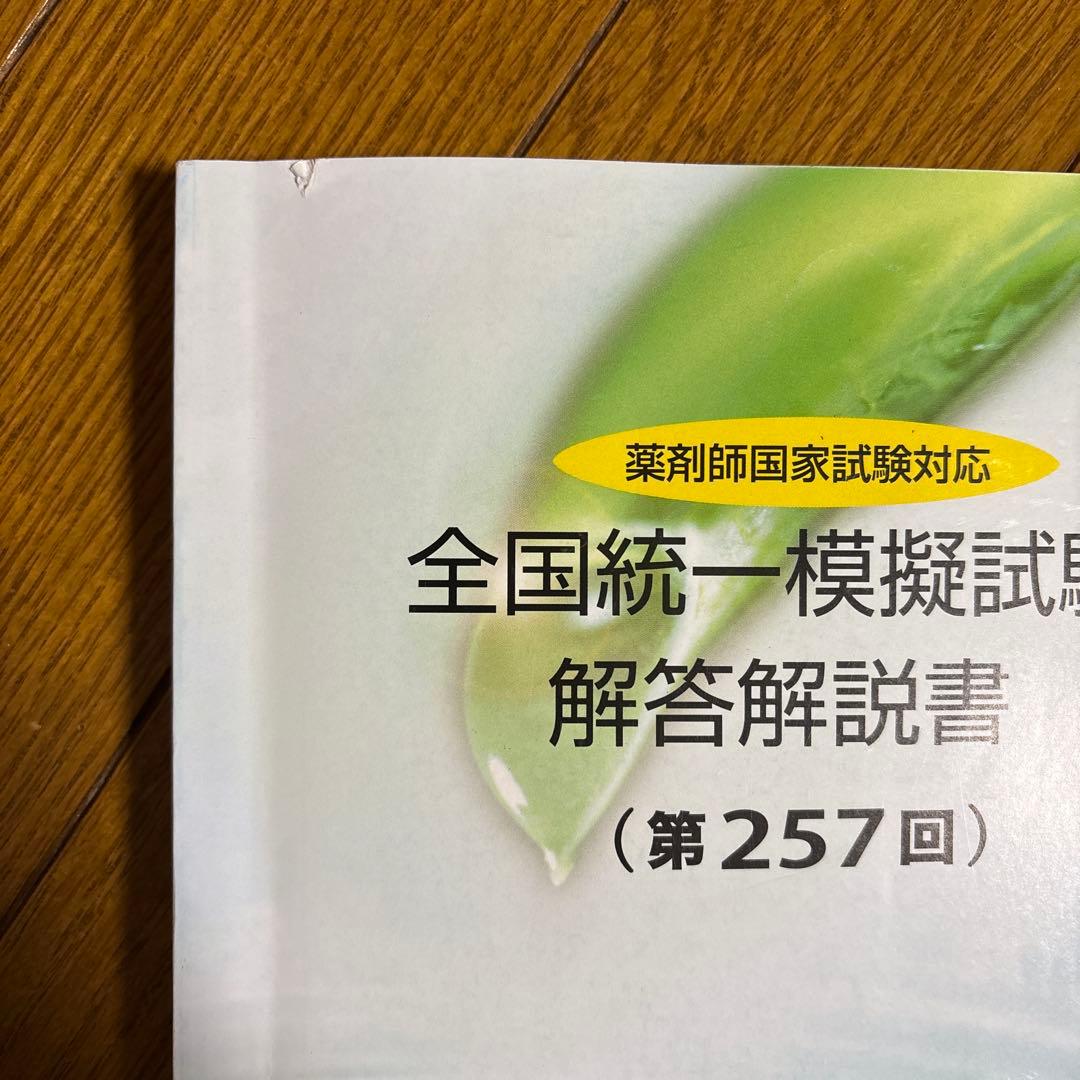 薬剤師国家試験対応
全国統一模擬試験
解答解説書
（第257回）